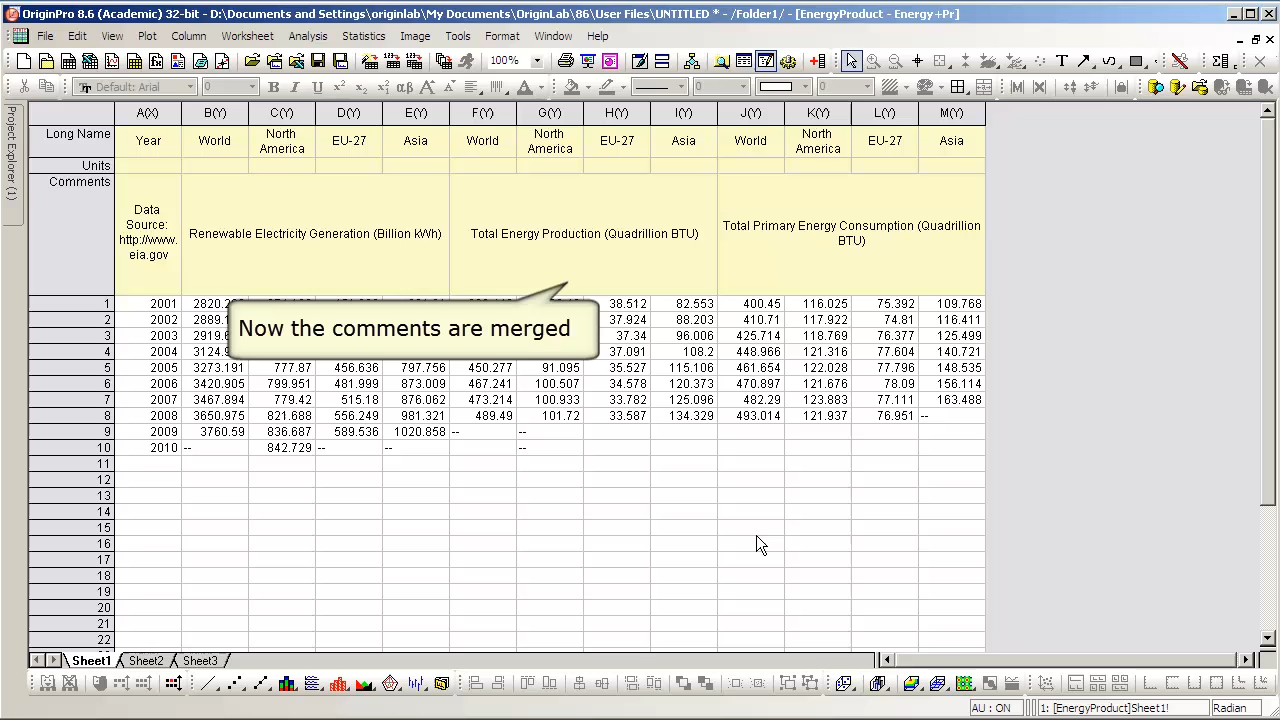 OriginPro 8.6 (Academic) 32-bit - D:\Documents and Settings\originlab\My Documents\OriginLab\86\User Files\UNTITLED * - /Folder1/ - [EnergyProduct - Energy+Pr]
File Edit View Plot Column Worksheet Analysis Statistics Image Tools Format Window Help
100%
Default: Arial 0 B I U 0 0
Project Explorer (1)
A(X) B(Y) C(Y) D(Y) E(Y) F(Y) G(Y) H(Y) I(Y) J(Y) K(Y) L(Y) M(Y)
Long Name Year World North America EU-27 Asia World North America EU-27 Asia World North America EU-27 Asia
Units
Comments
Data
Source:
http://www.
eia.gov
Renewable Electricity Generation (Billion kWh)
Total Energy Production (Quadrillion BTU)
Total Primary Energy Consumption (Quadrillion
BTU)
1 2001 38.512 82.553 400.45 116.025 75.392 109.768
2 2002 37.924 88.203 410.71 117.922 74.81 116.411
3 2003 37.34 96.006 425.714 118.769 76.377 125.499
4 2004 37.091 108.2 448.966 121.316 77.604 140.721
Now the comments are merged
5 2005 3273.191 777.87 456.636 797.756 450.277 91.095 35.527 115.106 461.654 122.028 77.796 148.535
6 2006 3420.905 799.951 481.999 873.009 467.241 100.507 34.578 120.373 470.897 121.676 78.09 156.114
7 2007 3467.894 779.42 515.18 876.062 473.214 100.933 33.782 125.096 482.29 123.883 77.111 163.488
8 2008 3650.975 821.688 556.249 981.321 489.49 101.72 33.587 134.329 493.014 121.937 76.951 --
9 2009 3760.59 836.687 589.536 1020.858 -- --
10 2010 -- 842.729 -- -- --
11
12
13
14
15
16
17
18
19
20
21
22
Sheet1 Sheet2 Sheet3
AU : ON 1: [EnergyProduct]Sheet1! Radian